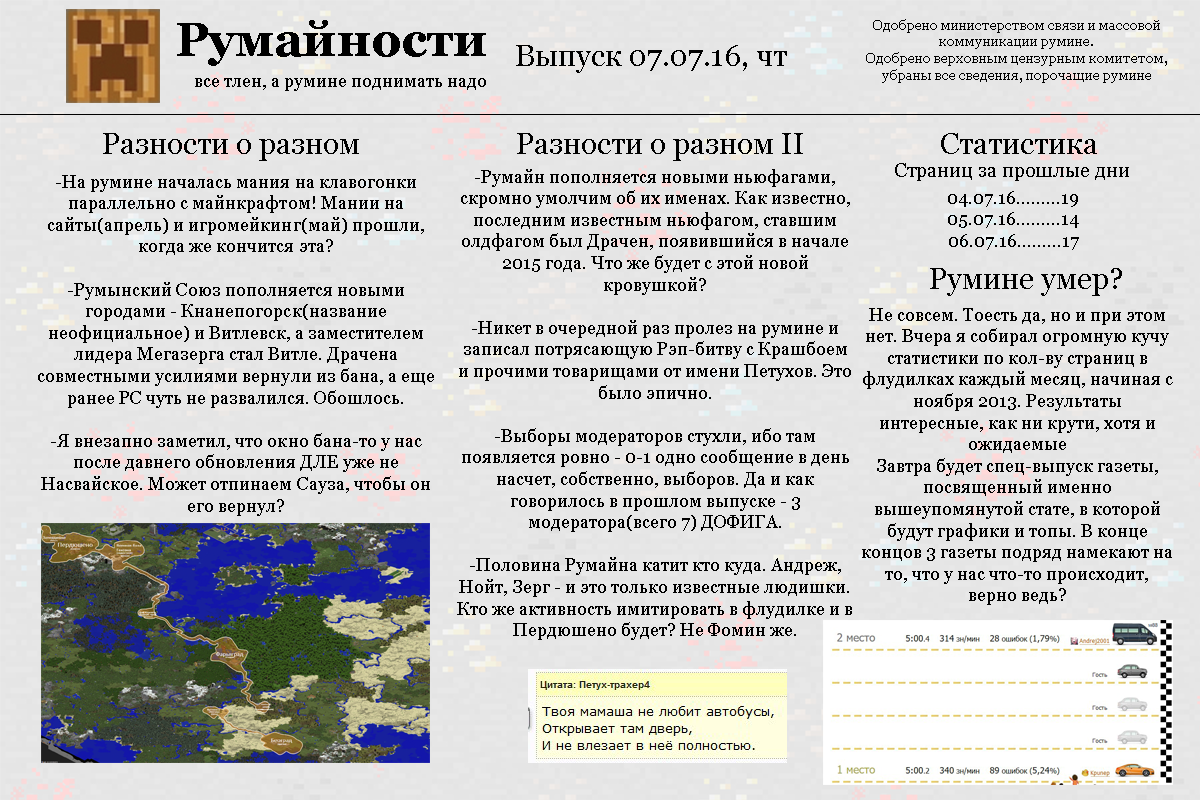 Румайности
все тлен, а румине поднимать надо
Выпуск 07.07.16, чт
Одобрено министерством связи и массовой
коммуникации румине.
Одобрено верховным цензурным комитетом,
убраны все сведения, порочащие румине
Разности о разном
-На румине началась мания на клавогонки
параллельно с майнкрафтом! Мании на
сайты(апрель) и игромейкинг(май) прошли,
когда же кончится эта?
-Румынский Союз пополняется новыми
городами - Кнанепогорск(название
неофициальное) и Витлевск, а заместителем
лидера Мегазерга стал Витле. Драчена
совместными усилиями вернули из бана, а еще
ранее РС чуть не развалился. Обошлось.
-Я внезапно заметил, что окно бана-то у нас
после давнего обновления ДЛЕ уже не
Насвайское. Может отпинаем Сауза, чтобы он
его вернул?
Пердюшено
Фарьград
Белиград
Разности о разном II
-Румайн пополняется новыми ньюфагами,
скромно умолчим об их именах. Как известно,
последним известным ньюфагом, ставшим
олдфагом был Драчен, появившийся в начале
2015 года. Что же будет с этой новой
кровушкой?
-Никет в очередной раз пролез на румине и
записал потрясающую Рэп-битву с Крашбоем
и прочими товарищами от имени Петухов. Это
было эпично.
-Выборы модераторов стухли, ибо там
появляется ровно - 0-1 одно сообщение в день
насчет, собственно, выборов. Да и как
говорилось в прошлом выпуске - 3
модератора(всего 7) ДОФИГА.
-Половина Румайна катит кто куда. Андреж,
Нойт, Зерг - и это только известные людишки.
Кто же активность имитировать в флудилке и в
Пердюшено будет? Не Фомин же.
Цитата: Петух-трахер4
Твоя мамаша не любит автобусы,
Открывает там дверь,
И не влезает в неё полностью.
Статистика
Страниц за прошлые дни
04.07.16.........19
05.07.16.........14
06.07.16.........17
Румине умер?
Не совсем. Тоесть да, но и при этом
нет. Вчера я собирал огромную кучу
статистики по кол-ву страниц в
флудилках каждый месяц, начиная с
ноября 2013. Результаты
интересные, как ни крути, хотя и
ожидаемые
Завтра будет спец-выпуск газеты,
посвященный именно
вышеупомянутой стате, в которой
будут графики и топы. В конце
концов 3 газеты подряд намекают на
то, что у нас что-то происходит,
верно ведь?
2 место 5:00.4 314 зн/мин 28 ошибок (1,79%) Andrej2001
Гость
Гость
Гость
1 место 5:00.2 340 зн/мин 89 ошибок (5,24%) Крипер